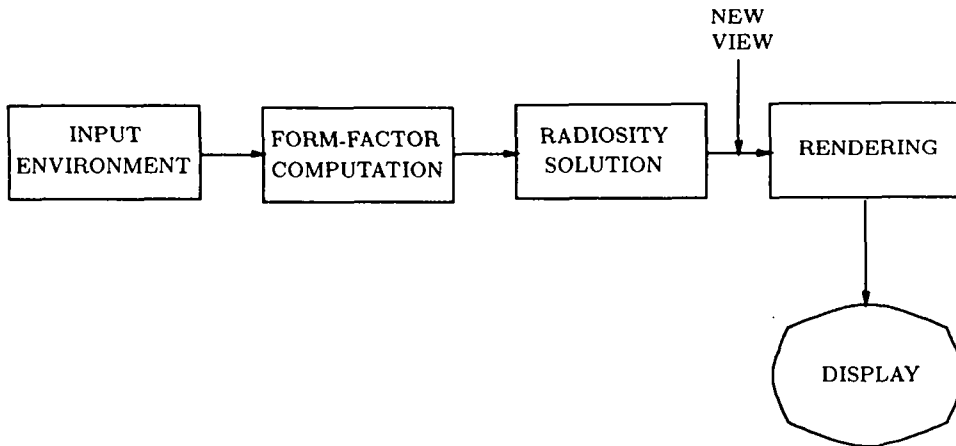 NEW
VIEW
INPUT
ENVIRONMENT
FORM-FACTOR
COMPUTATION
RADIOSITY
SOLUTION
RENDERING
DISPLAY